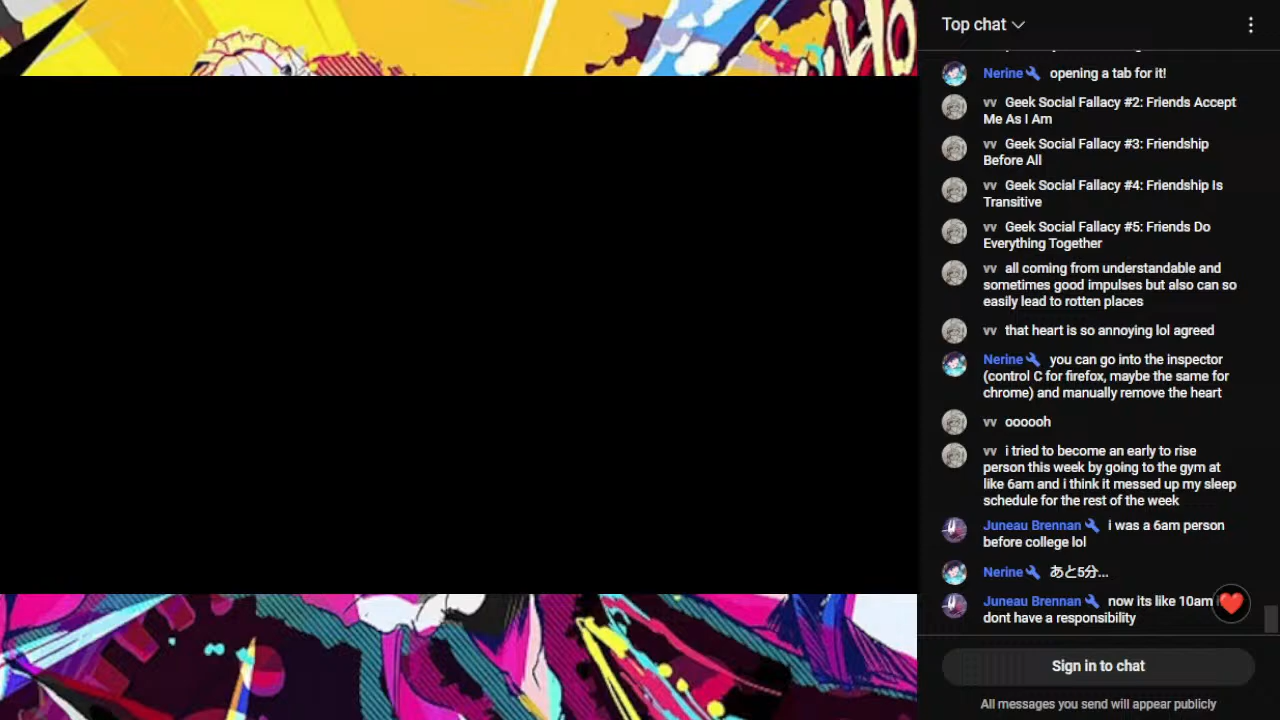 Top chat
Nerine opening a tab for it!
vv Geek Social Fallacy #2: Friends Accept
Me As I Am
vv Geek Social Fallacy #3: Friendship
Before All
vv Geek Social Fallacy #4: Friendship Is
Transitive
vv Geek Social Fallacy #5: Friends Do
Everything Together
vv all coming from understandable and
sometimes good impulses but also can so
easily lead to rotten places
vv that heart is so annoying lol agreed
Nerine you can go into the inspector
(control C for firefox, maybe the same for
chrome) and manually remove the heart
vv oooooh
vv i tried to become an early to rise
person this week by going to the gym at
like 6am and i think it messed up my sleep
schedule for the rest of the week
Juneau Brennan i was a 6am person
before college lol
Nerine あと5分...
Juneau Brennan now its like 10am
dont have a responsibility
Sign in to chat
All messages you send will appear publicly